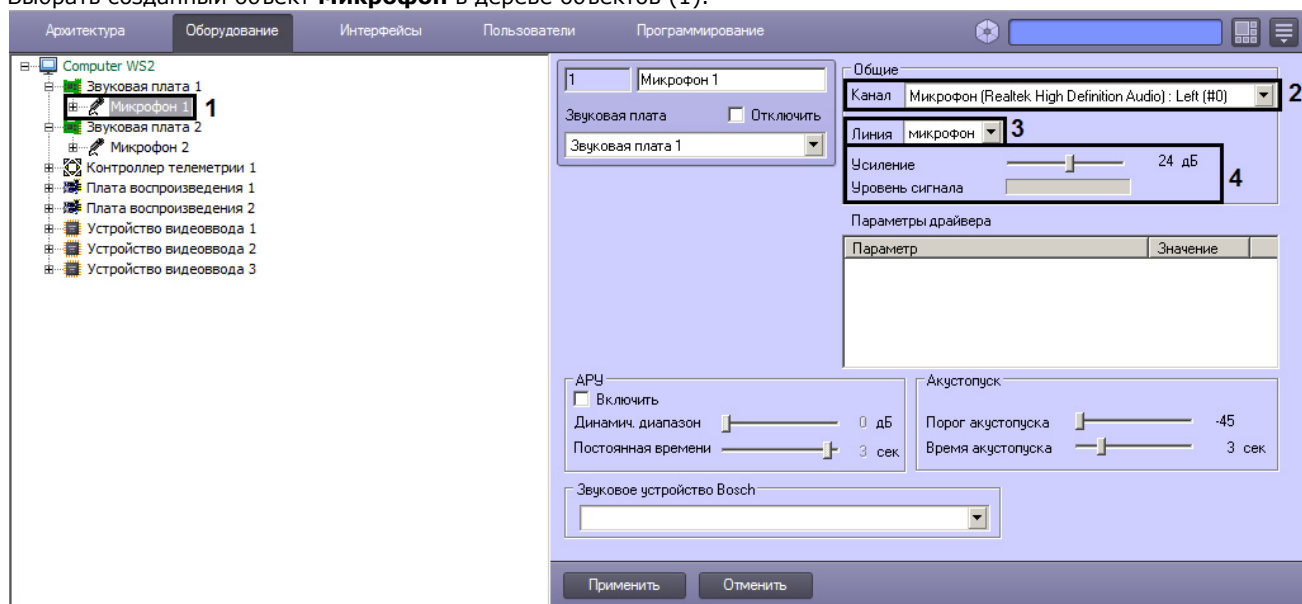 Выбрать созданный объект Микрофон в дереве объектов (1).
Архитектура Оборудование Интерфейсы Пользователи Программирование
Computer WS2
Звуковая плата 1
Микрофон 1 1
Звуковая плата 2
Микрофон 2
Контроллер телеметрии 1
Плата воспроизведения 1
Плата воспроизведения 2
Устройство видеоввода 1
Устройство видеоввода 2
Устройство видеоввода 3
1 Микрофон 1
Звуковая плата Отключить
Звуковая плата 1
Общие
Канал Микрофон (Realtek High Definition Audio) : Left (#0) 2
Линия микрофон 3
Усиление 24 дБ
Уровень сигнала 4
Параметры драйвера
Параметр Значение
АРУ
Включить
Динамич. диапазон 0 дБ
Постоянная времени 3 сек
Акустопуск
Порог акустопуска -45
Время акустопуска 3 сек
Звуковое устройство Bosch
Применить Отменить